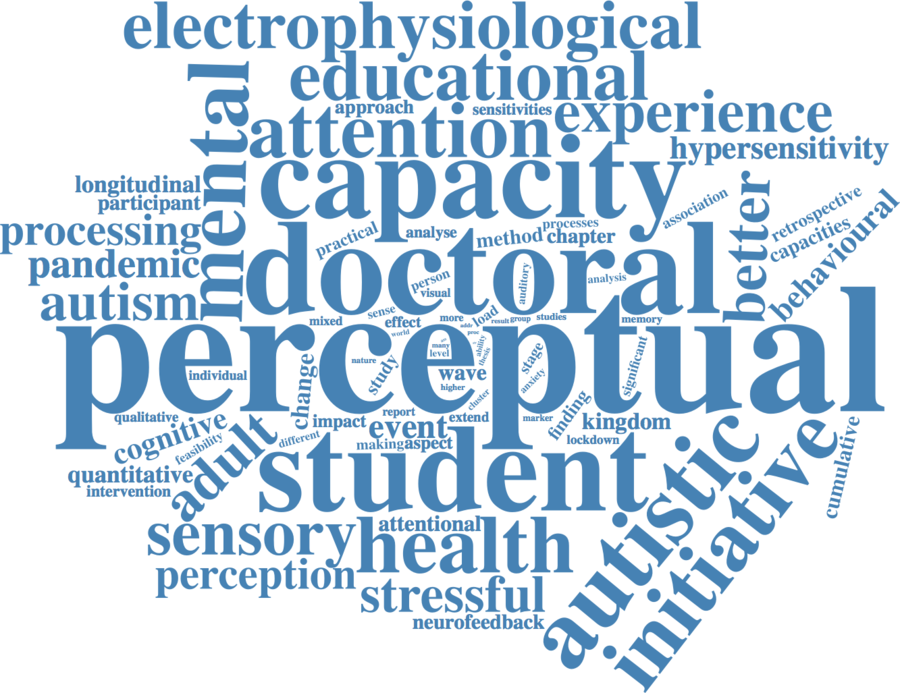 electrophysiological
educational
approach
sensitivities
experience
mental
attention
hypersensitivity
capacity
longitudinal
participant
association
better
retrospective
capacities
behavioural
processing
practical
analyse
method
processes
chapter
pandemic
doctoral
person
visual
auditory
analysis
autism
mixed
sense
effect
world
more
load
result
group
studies
memory
perceptual
many
level
ability
thesis
nature
individual
change
study
wave
higher
stage
anxiety
significant
cluster
qualitative
cognitive
feasibility
adult
different
impact
report
event
extend
marker
finding
kingdom
making
aspect
lockdown
cumulative
quantitative
intervention
student
autistic
initiative
sensory
attentional
health
perception
stressful
neurofeedback